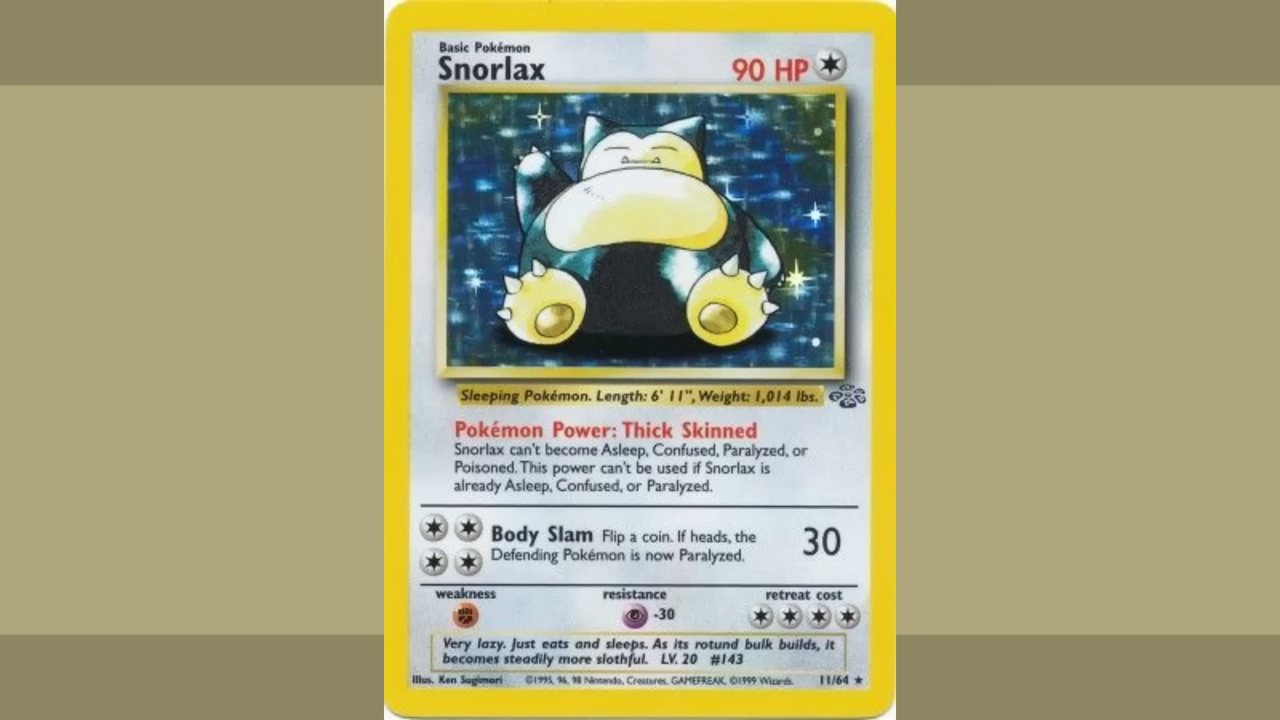 Basic Pokémon
Snorlax
90 HP
Sleeping Pokémon. Length: 6' 11", Weight: 1,014 lbs.
Pokémon Power: Thick Skinned
Snorlax can't become Asleep, Confused, Paralyzed, or
Poisoned. This power can't be used if Snorlax is
already Asleep, Confused, or Paralyzed.
Body Slam Flip a coin. If heads, the
Defending Pokémon is now Paralyzed.
30
weakness resistance retreat cost
-30
Very lazy. Just eats and sleeps. As its rotund bulk builds, it
becomes steadily more slothful. LV. 20 #143
Illus. Ken Sugimori ©1995, 96, 98 Nintendo, Creatures, GAMEFREAK. ©1999 Wizards. 11/64 ★